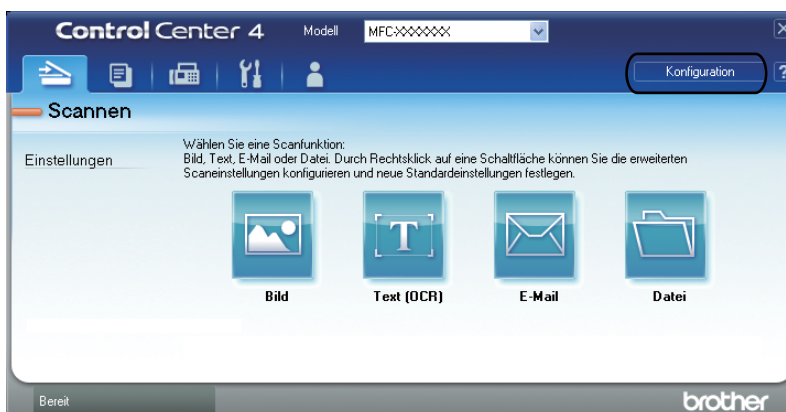 Control Center 4
Modell
MFC-XXXXXX
Konfiguration
?
Scannen
Einstellungen
Wählen Sie eine Scanfunktion:
Bild, Text, E-Mail oder Datei. Durch Rechtsklick auf eine Schaltfläche können Sie die erweiterten
Scaneinstellungen konfigurieren und neue Standardeinstellungen festlegen.
T
Bild
Text (OCR)
E-Mail
Datei
Bereit
brother